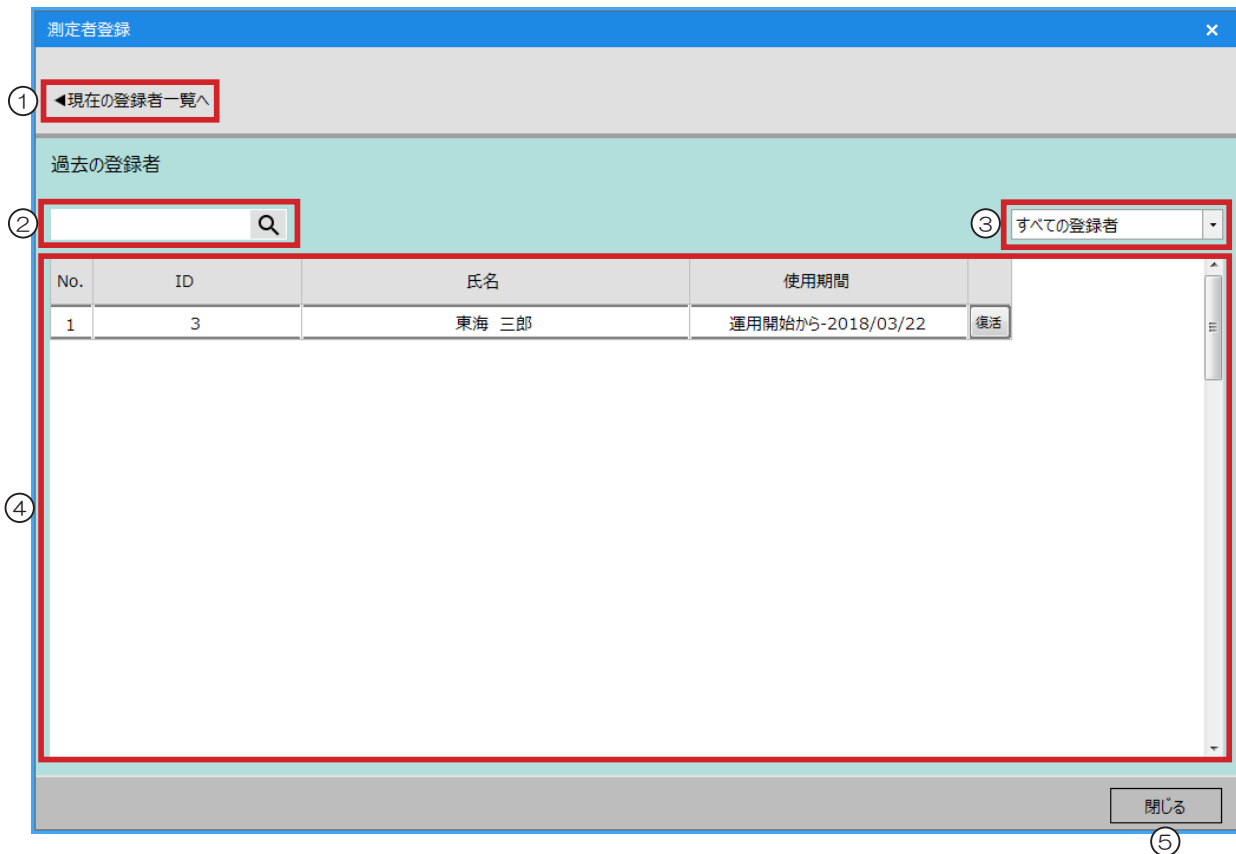 測定者登録 ×
① ◀現在の登録者一覧へ
過去の登録者
②
③ すべての登録者
No. ID 氏名 使用期間
1 3 東海 三郎 運用開始から-2018/03/22 復活
④
閉じる
⑤